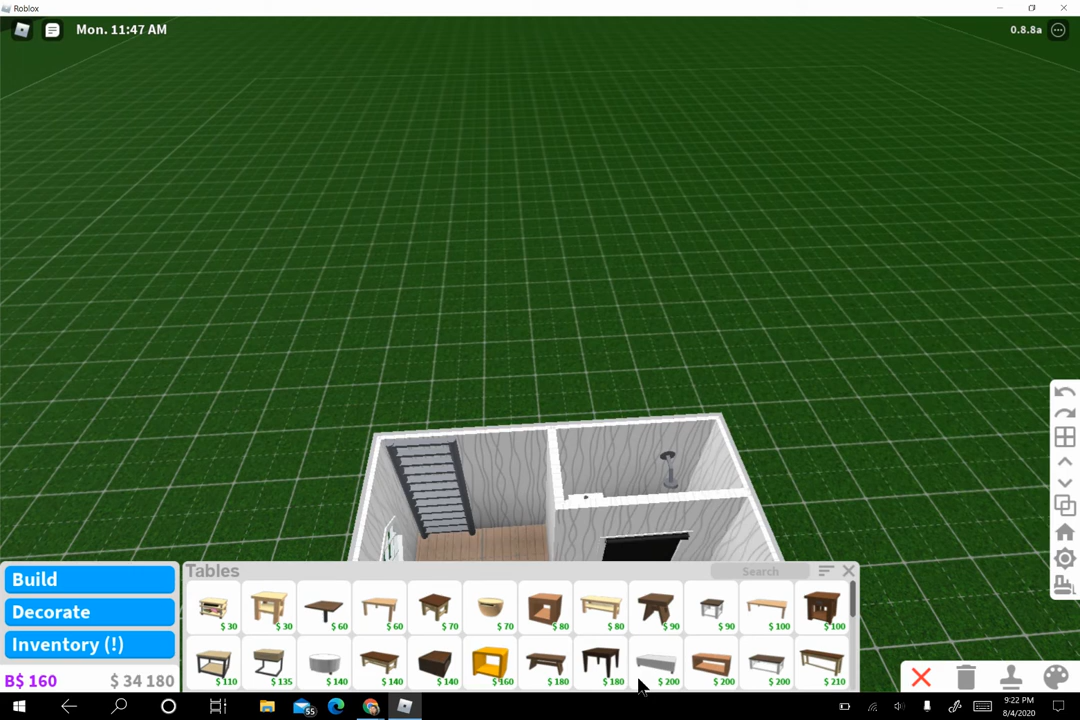 Roblox
Mon. 11:47 AM
0.8.8a
Build
Decorate
Inventory (!)
B$ 160
$ 34 180
Tables
Search
$ 30
$ 30
$ 60
$ 60
$ 70
$ 70
$ 80
$ 80
$ 90
$ 90
$ 100
$ 100
$ 110
$ 135
$ 140
$ 140
$ 140
$ 160
$ 180
$ 180
$ 200
$ 200
$ 200
$ 210
55
9:22 PM
8/4/2020